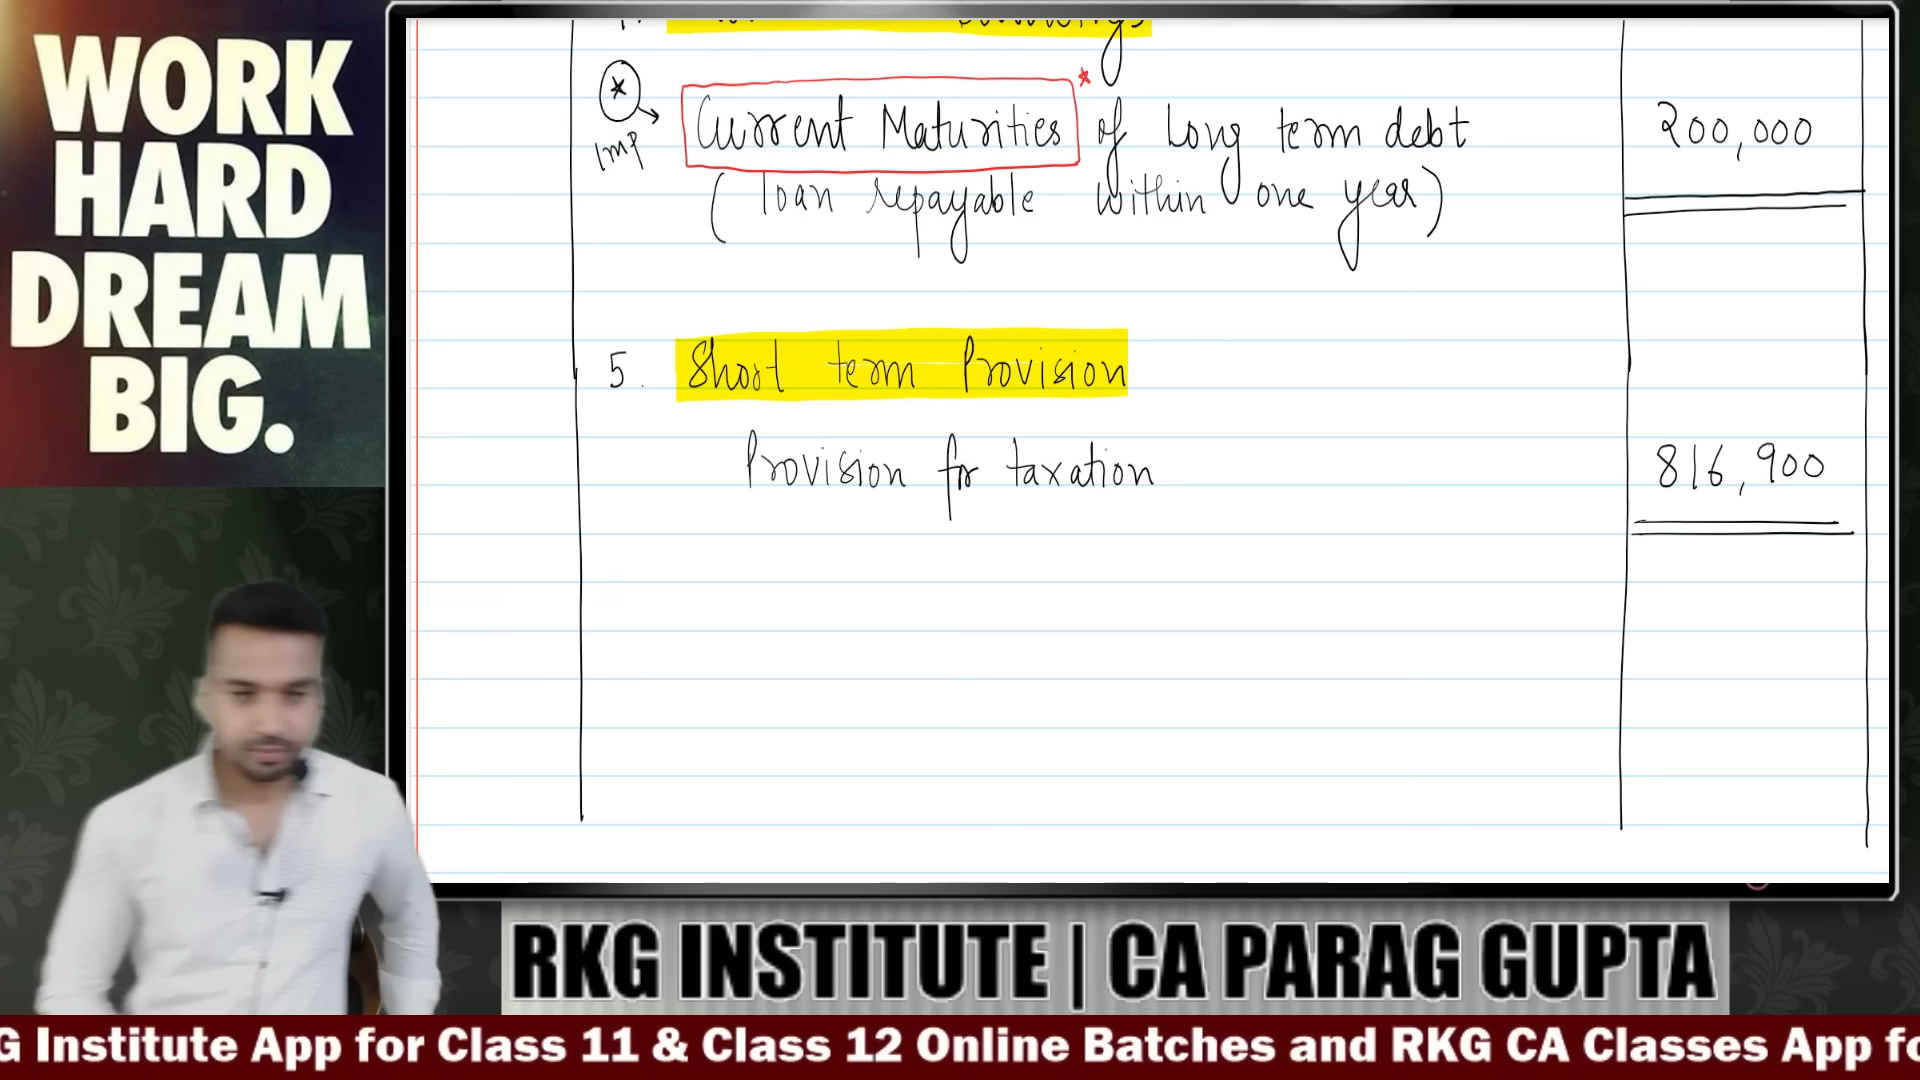 WORK
HARD
DREAM
BIG.
*
Imp
Current Maturities * of Long term debt 200,000
( loan repayable within one year )
5. Short term Provision
Provision for taxation 816,900
RKG INSTITUTE | CA PARAG GUPTA
G Institute App for Class 11 & Class 12 Online Batches and RKG CA Classes App fo